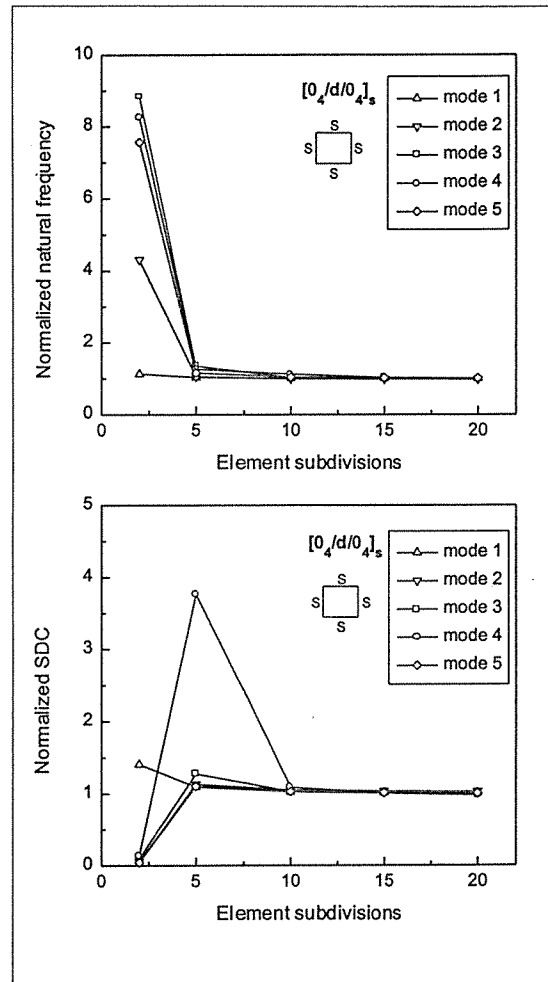 Normalized natural frequency
10
8
6
4
2
0
0 5 10 15 20
Element subdivisions
[0₄/d/0₄]ₛ
S
S S
S
mode 1
mode 2
mode 3
mode 4
mode 5
Normalized SDC
5
4
3
2
1
0
0 5 10 15 20
Element subdivisions
[0₄/d/0₄]ₛ
S
S S
S
mode 1
mode 2
mode 3
mode 4
mode 5